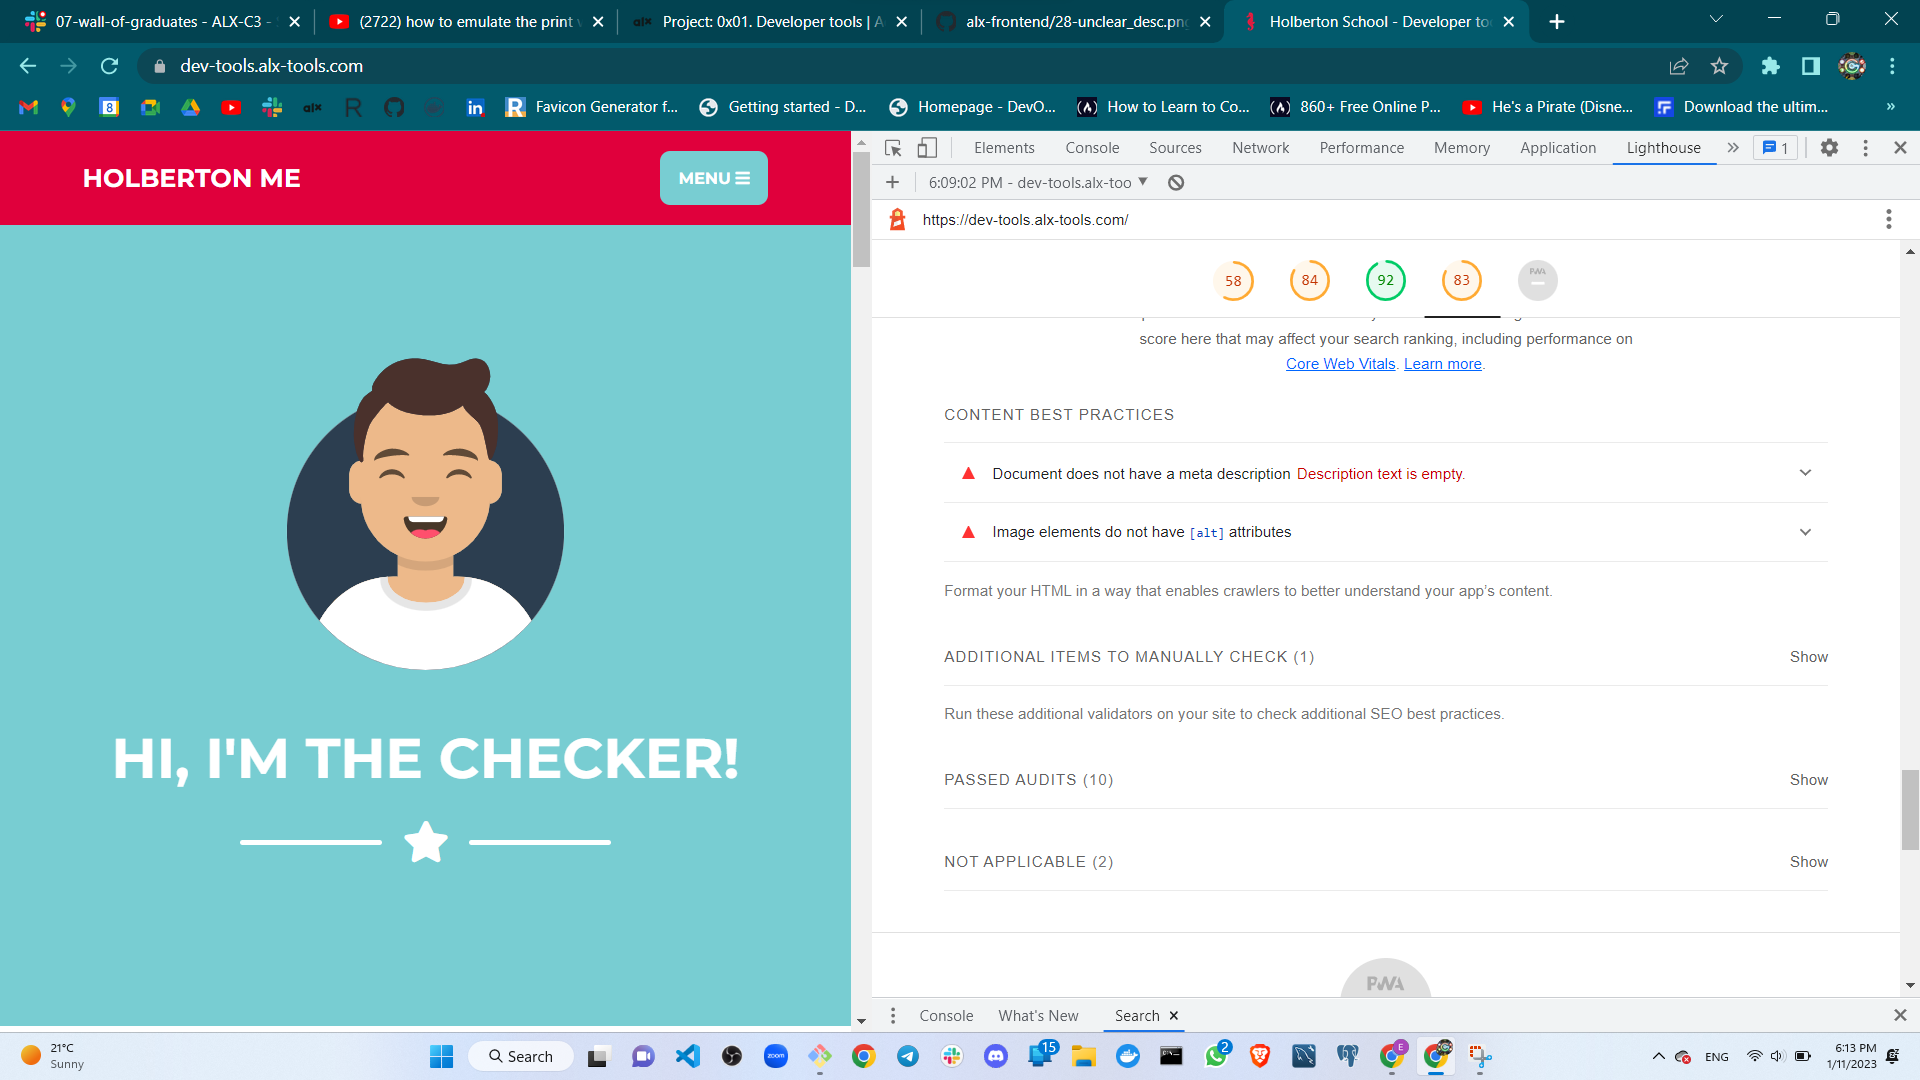 07-wall-of-graduates - ALX-C3 -
(2722) how to emulate the print
Project: 0x01. Developer tools |
alx-frontend/28-unclear_desc.pn
Holberton School - Developer to
dev-tools.alx-tools.com
Favicon Generator f...
Getting started - D...
Homepage - DevO...
How to Learn to Co...
860+ Free Online P...
He's a Pirate (Disne...
Download the ultim...
»
HOLBERTON ME
MENU
HI, I'M THE CHECKER!
Elements
Console
Sources
Network
Performance
Memory
Application
Lighthouse
»
1
6:09:02 PM - dev-tools.alx-too
https://dev-tools.alx-tools.com/
58
84
92
83
PWA
score here that may affect your search ranking, including performance on
Core Web Vitals. Learn more.
CONTENT BEST PRACTICES
Document does not have a meta description Description text is empty.
Image elements do not have [alt] attributes
Format your HTML in a way that enables crawlers to better understand your app's content.
ADDITIONAL ITEMS TO MANUALLY CHECK (1)
Show
Run these additional validators on your site to check additional SEO best practices.
PASSED AUDITS (10)
Show
NOT APPLICABLE (2)
Show
PWA
Console
What's New
Search
21°C
Sunny
Search
zoom
15
2
E
ENG
6:13 PM
1/11/2023